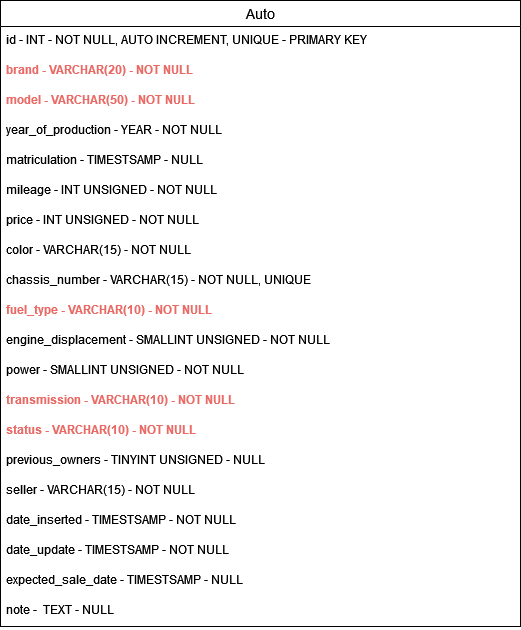 Auto
id - INT - NOT NULL, AUTO INCREMENT, UNIQUE - PRIMARY KEY
brand - VARCHAR(20) - NOT NULL
model - VARCHAR(50) - NOT NULL
year_of_production - YEAR - NOT NULL
matriculation - TIMESTSAMP - NULL
mileage - INT UNSIGNED - NOT NULL
price - INT UNSIGNED - NOT NULL
color - VARCHAR(15) - NOT NULL
chassis_number - VARCHAR(15) - NOT NULL, UNIQUE
fuel_type - VARCHAR(10) - NOT NULL
engine_displacement - SMALLINT UNSIGNED - NOT NULL
power - SMALLINT UNSIGNED - NOT NULL
transmission - VARCHAR(10) - NOT NULL
status - VARCHAR(10) - NOT NULL
previous_owners - TINYINT UNSIGNED - NULL
seller - VARCHAR(15) - NOT NULL
date_inserted - TIMESTSAMP - NOT NULL
date_update - TIMESTSAMP - NOT NULL
expected_sale_date - TIMESTSAMP - NULL
note -  TEXT - NULL